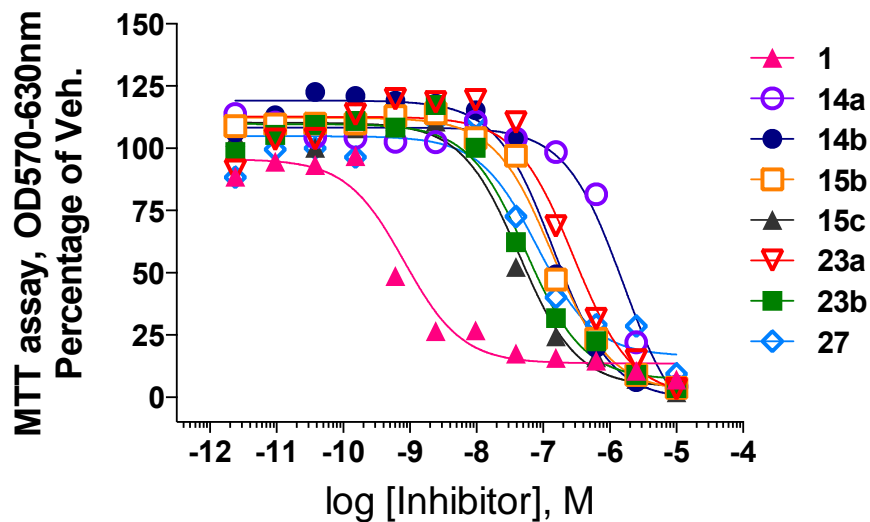 MTT assay, OD570-630nm
Percentage of Veh.
150
125
100
75
50
25
0
-12 -11 -10 -9 -8 -7 -6 -5 -4
log [Inhibitor], M
1
14a
14b
15b
15c
23a
23b
27